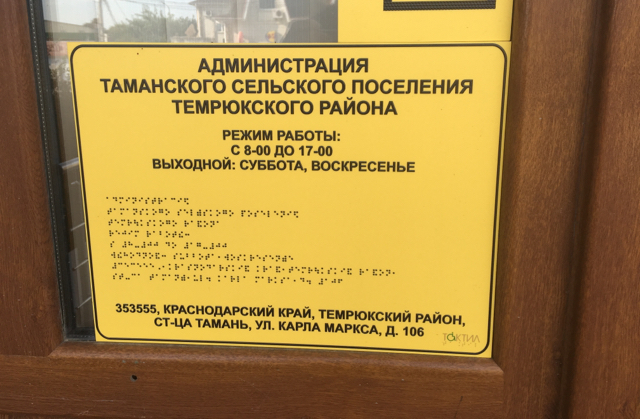 АДМИНИСТРАЦИЯ
ТАМАНСКОГО СЕЛЬСКОГО ПОСЕЛЕНИЯ
ТЕМРЮКСКОГО РАЙОНА
РЕЖИМ РАБОТЫ:
С 8-00 ДО 17-00
ВЫХОДНОЙ: СУББОТА, ВОСКРЕСЕНЬЕ
353555, КРАСНОДАРСКИЙ КРАЙ, ТЕМРЮКСКИЙ РАЙОН,
СТ-ЦА ТАМАНЬ, УЛ. КАРЛА МАРКСА, Д. 106
ТОКТИЛ